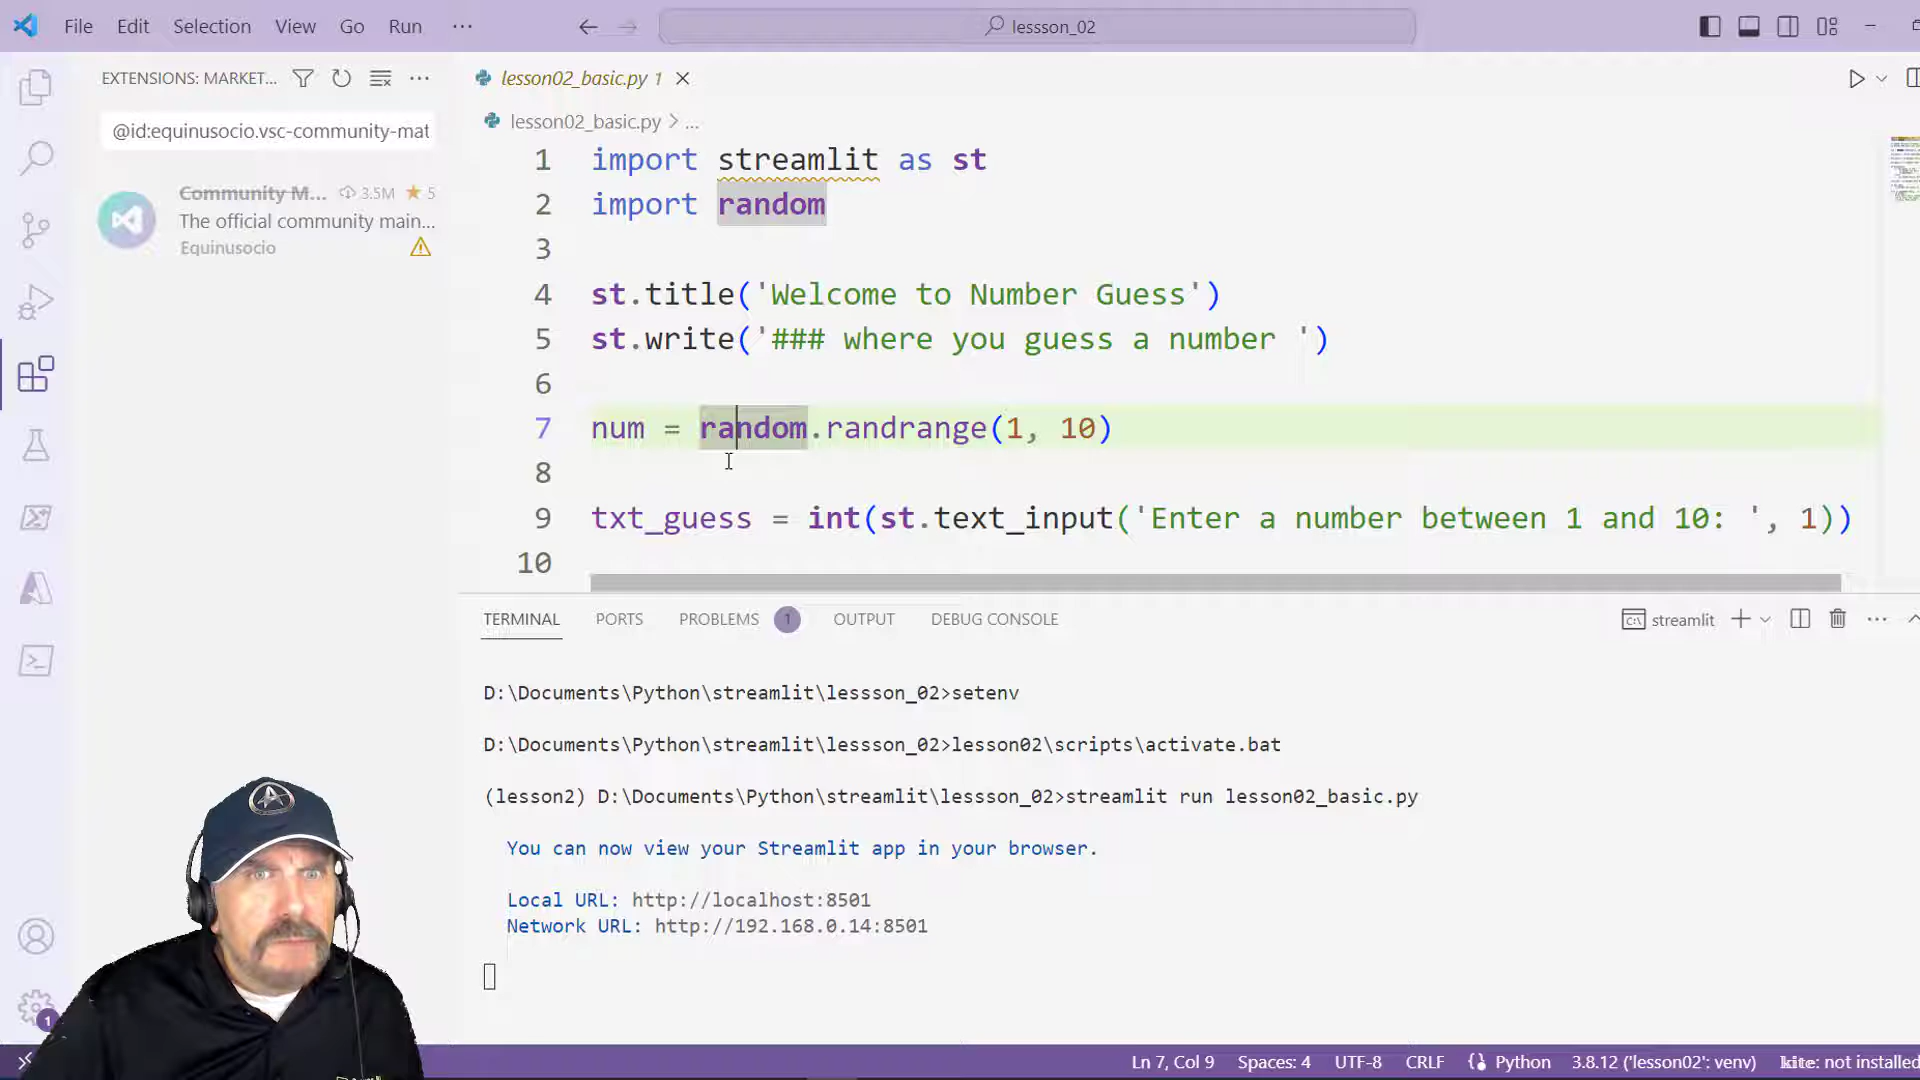 File Edit Selection View Go Run ··· lessson_02
EXTENSIONS: MARKET...
@id:equinusocio.vsc-community-mat
Community M... 3.5M 5
The official community main...
Equinusocio
lesson02_basic.py 1
lesson02_basic.py > ...
1 import streamlit as st
2 import random
3
4 st.title('Welcome to Number Guess')
5 st.write('### where you guess a number ')
6
7 num = random.randrange(1, 10)
8
9 txt_guess = int(st.text_input('Enter a number between 1 and 10: ', 1))
10
TERMINAL PORTS PROBLEMS 1 OUTPUT DEBUG CONSOLE streamlit
D:\Documents\Python\streamlit\lessson_02>setenv
D:\Documents\Python\streamlit\lessson_02>lesson02\scripts\activate.bat
(lesson2) D:\Documents\Python\streamlit\lessson_02>streamlit run lesson02_basic.py
You can now view your Streamlit app in your browser.
Local URL: http://localhost:8501
Network URL: http://192.168.0.14:8501
1
Ln 7, Col 9 Spaces: 4 UTF-8 CRLF Python 3.8.12 ('lesson02': venv) kite: not installed